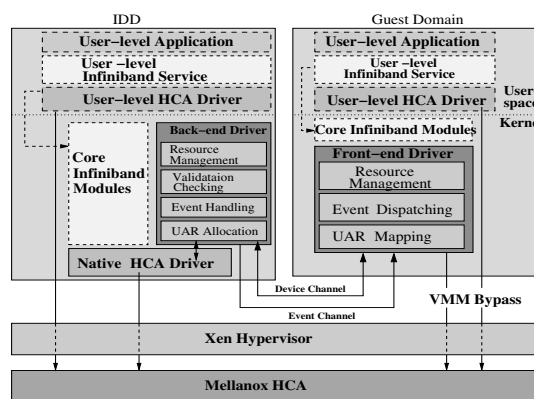 IDD
User-level Application
User -level
Infiniband Service
User-level HCA Driver
Core
Infiniband
Modules
Back-end Driver
Resource
Management
Validataion
Checking
Event Handling
UAR Allocation
Native HCA Driver
Guest Domain
User-level Application
User -level
Infiniband Service
User-level HCA Driver
User-
space
Kerne
Core Infiniband Modules
Front-end Driver
Resource
Management
Event Dispatching
UAR Mapping
Device Channel
Event Channel
VMM Bypass
Xen Hypervisor
Mellanox HCA